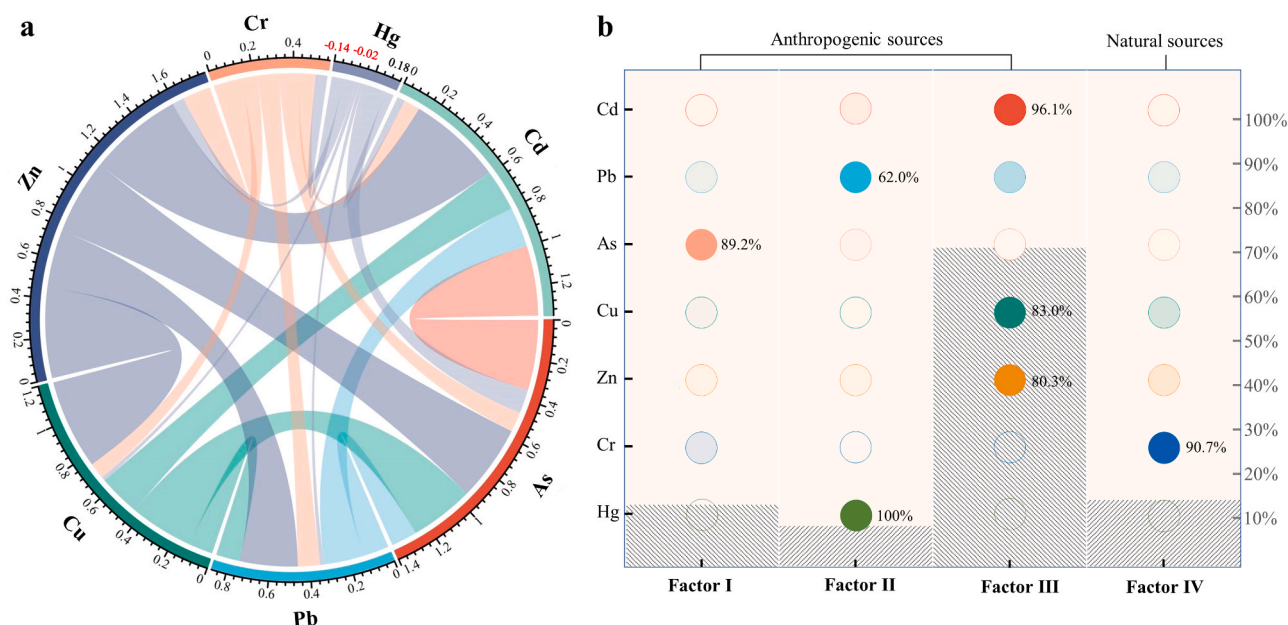 a
Cr
Hg
Cd
As
Pb
Cu
Zn
0 0.2 0.4
-0.14 -0.02 0.18
0 0.2 0.4 0.6 0.8 1 1.2
0 0.2 0.4 0.6 0.8 1 1.2 1.4
0 0.2 0.4 0.6 0.8
0 0.2 0.4 0.6 0.8 1 1.2
0 0.2 0.4 0.6 0.8 1 1.2 1.4 1.6
b
Anthropogenic sources
Natural sources
Cd
96.1%
Pb
62.0%
As
89.2%
Cu
83.0%
Zn
80.3%
Cr
90.7%
Hg
100%
100%
90%
80%
70%
60%
50%
40%
30%
20%
10%
Factor I
Factor II
Factor III
Factor IV